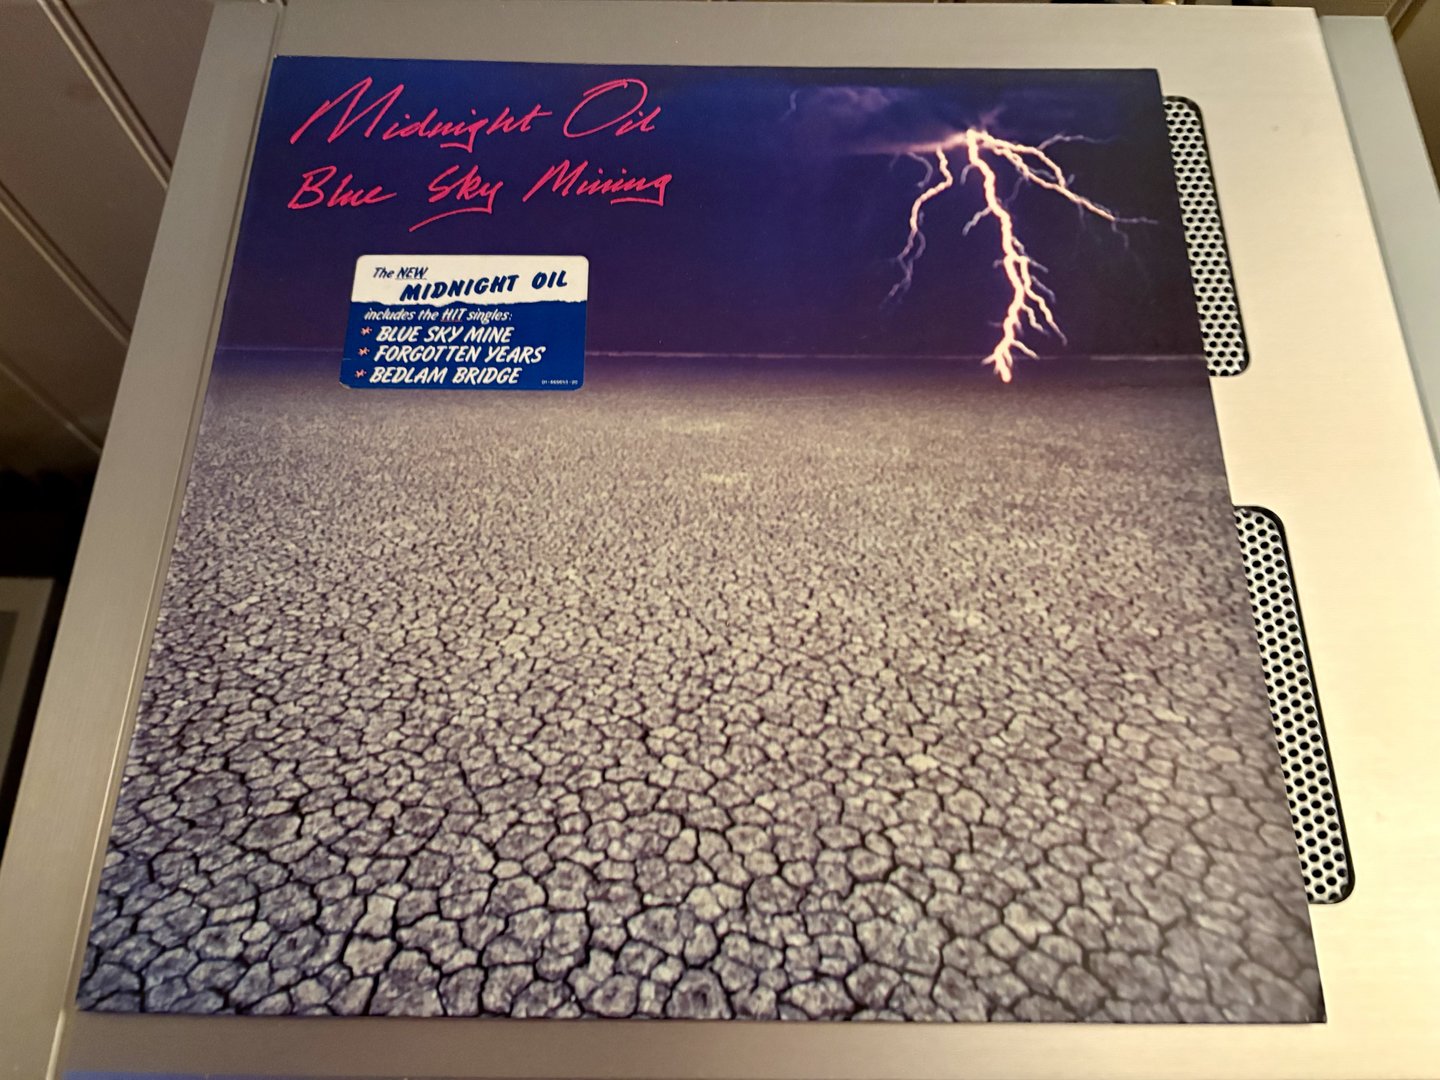 Midnight Oil
Blue Sky Mining
The NEW
MIDNIGHT OIL
includes the HIT singles:
* BLUE SKY MINE
* FORGOTTEN YEARS
* BEDLAM BRIDGE